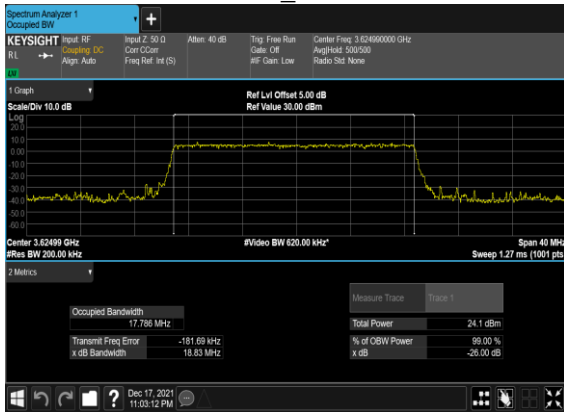 Spectrum Analyzer 1
Occupied BW
+
KEYSIGHT
RL
LXI
Input: RF
Coupling: DC
Align: Auto
Input Z: 50 Ω
Corr CCorr
Freq Ref: Int (S)
Atten: 40 dB
Trig: Free Run
Gate: Off
#IF Gain: Low
Center Freq: 3.624990000 GHz
Avg|Hold: 500/500
Radio Std: None
1 Graph
Scale/Div 10.0 dB
Ref Lvl Offset 5.00 dB
Ref Value 30.00 dBm
Log
20.0
10.0
0.00
-10.0
-20.0
-30.0
-40.0
-50.0
-60.0
Center 3.62499 GHz
#Res BW 200.00 kHz
#Video BW 620.00 kHz*
Span 40 MHz
Sweep 1.27 ms (1001 pts
2 Metrics
Measure Trace
Trace 1
Occupied Bandwidth
17.786 MHz
Transmit Freq Error
-181.69 kHz
x dB Bandwidth
18.83 MHz
Total Power
24.1 dBm
% of OBW Power
99.00 %
x dB
-26.00 dB
?
Dec 17, 2021
11:03:12 PM